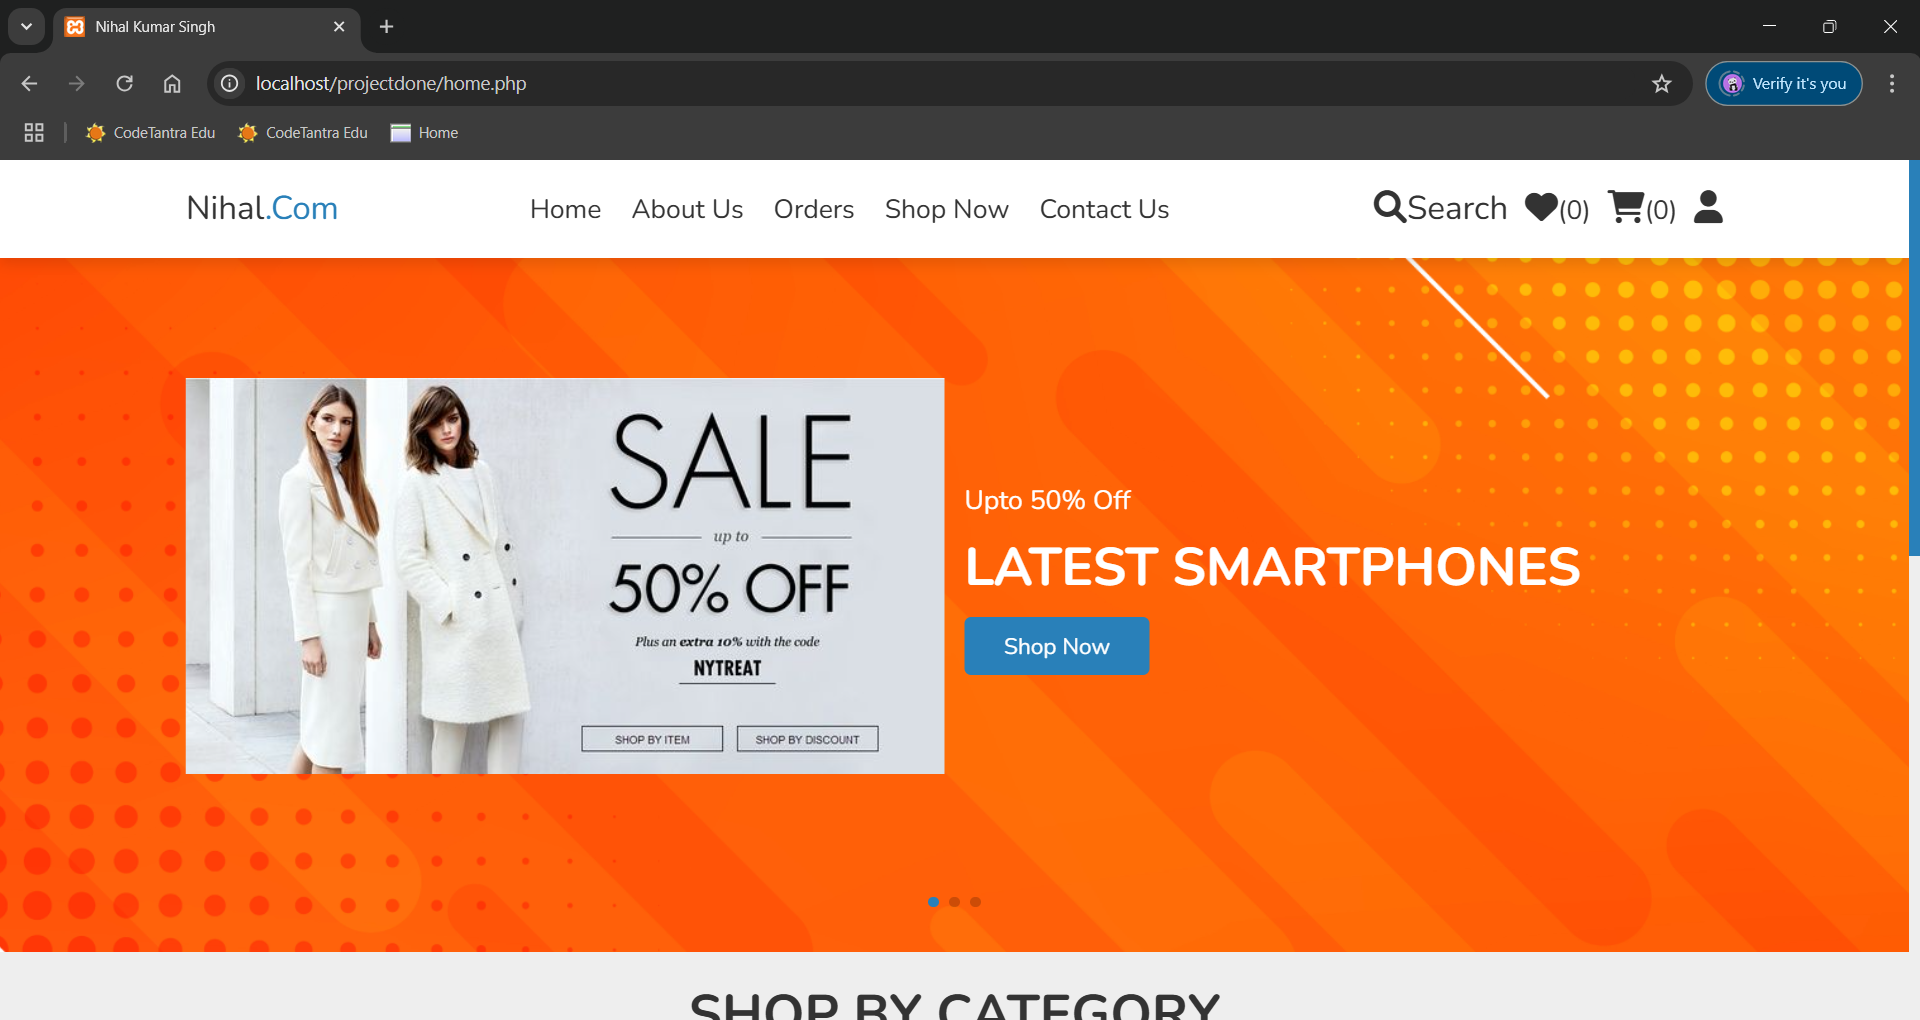 Nihal Kumar Singh
localhost/projectdone/home.php
Verify it's you
CodeTantra Edu
CodeTantra Edu
Home
Nihal.Com
Home
About Us
Orders
Shop Now
Contact Us
Search
(0)
(0)
SALE
up to
50% OFF
Plus an extra 10% with the code
NYTREAT
SHOP BY ITEM
SHOP BY DISCOUNT
Upto 50% Off
LATEST SMARTPHONES
Shop Now
SHOP BY CATEGORY